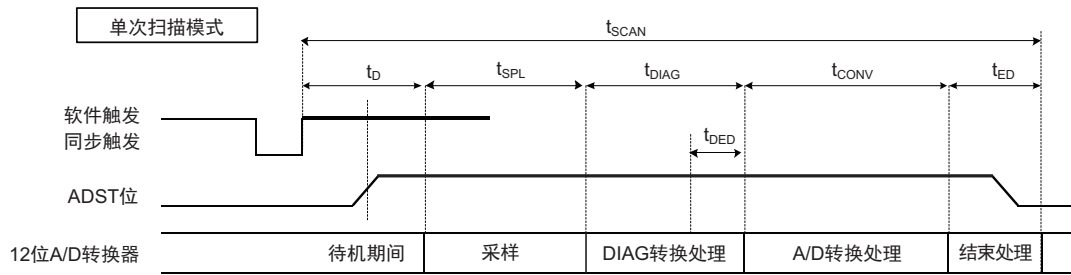 单次扫描模式
tSCAN
tD
tSPL
tDIAG
tCONV
tED
软件触发
同步触发
tDED
ADST位
12位A/D转换器
待机期间
采样
DIAG转换处理
A/D转换处理
结束处理